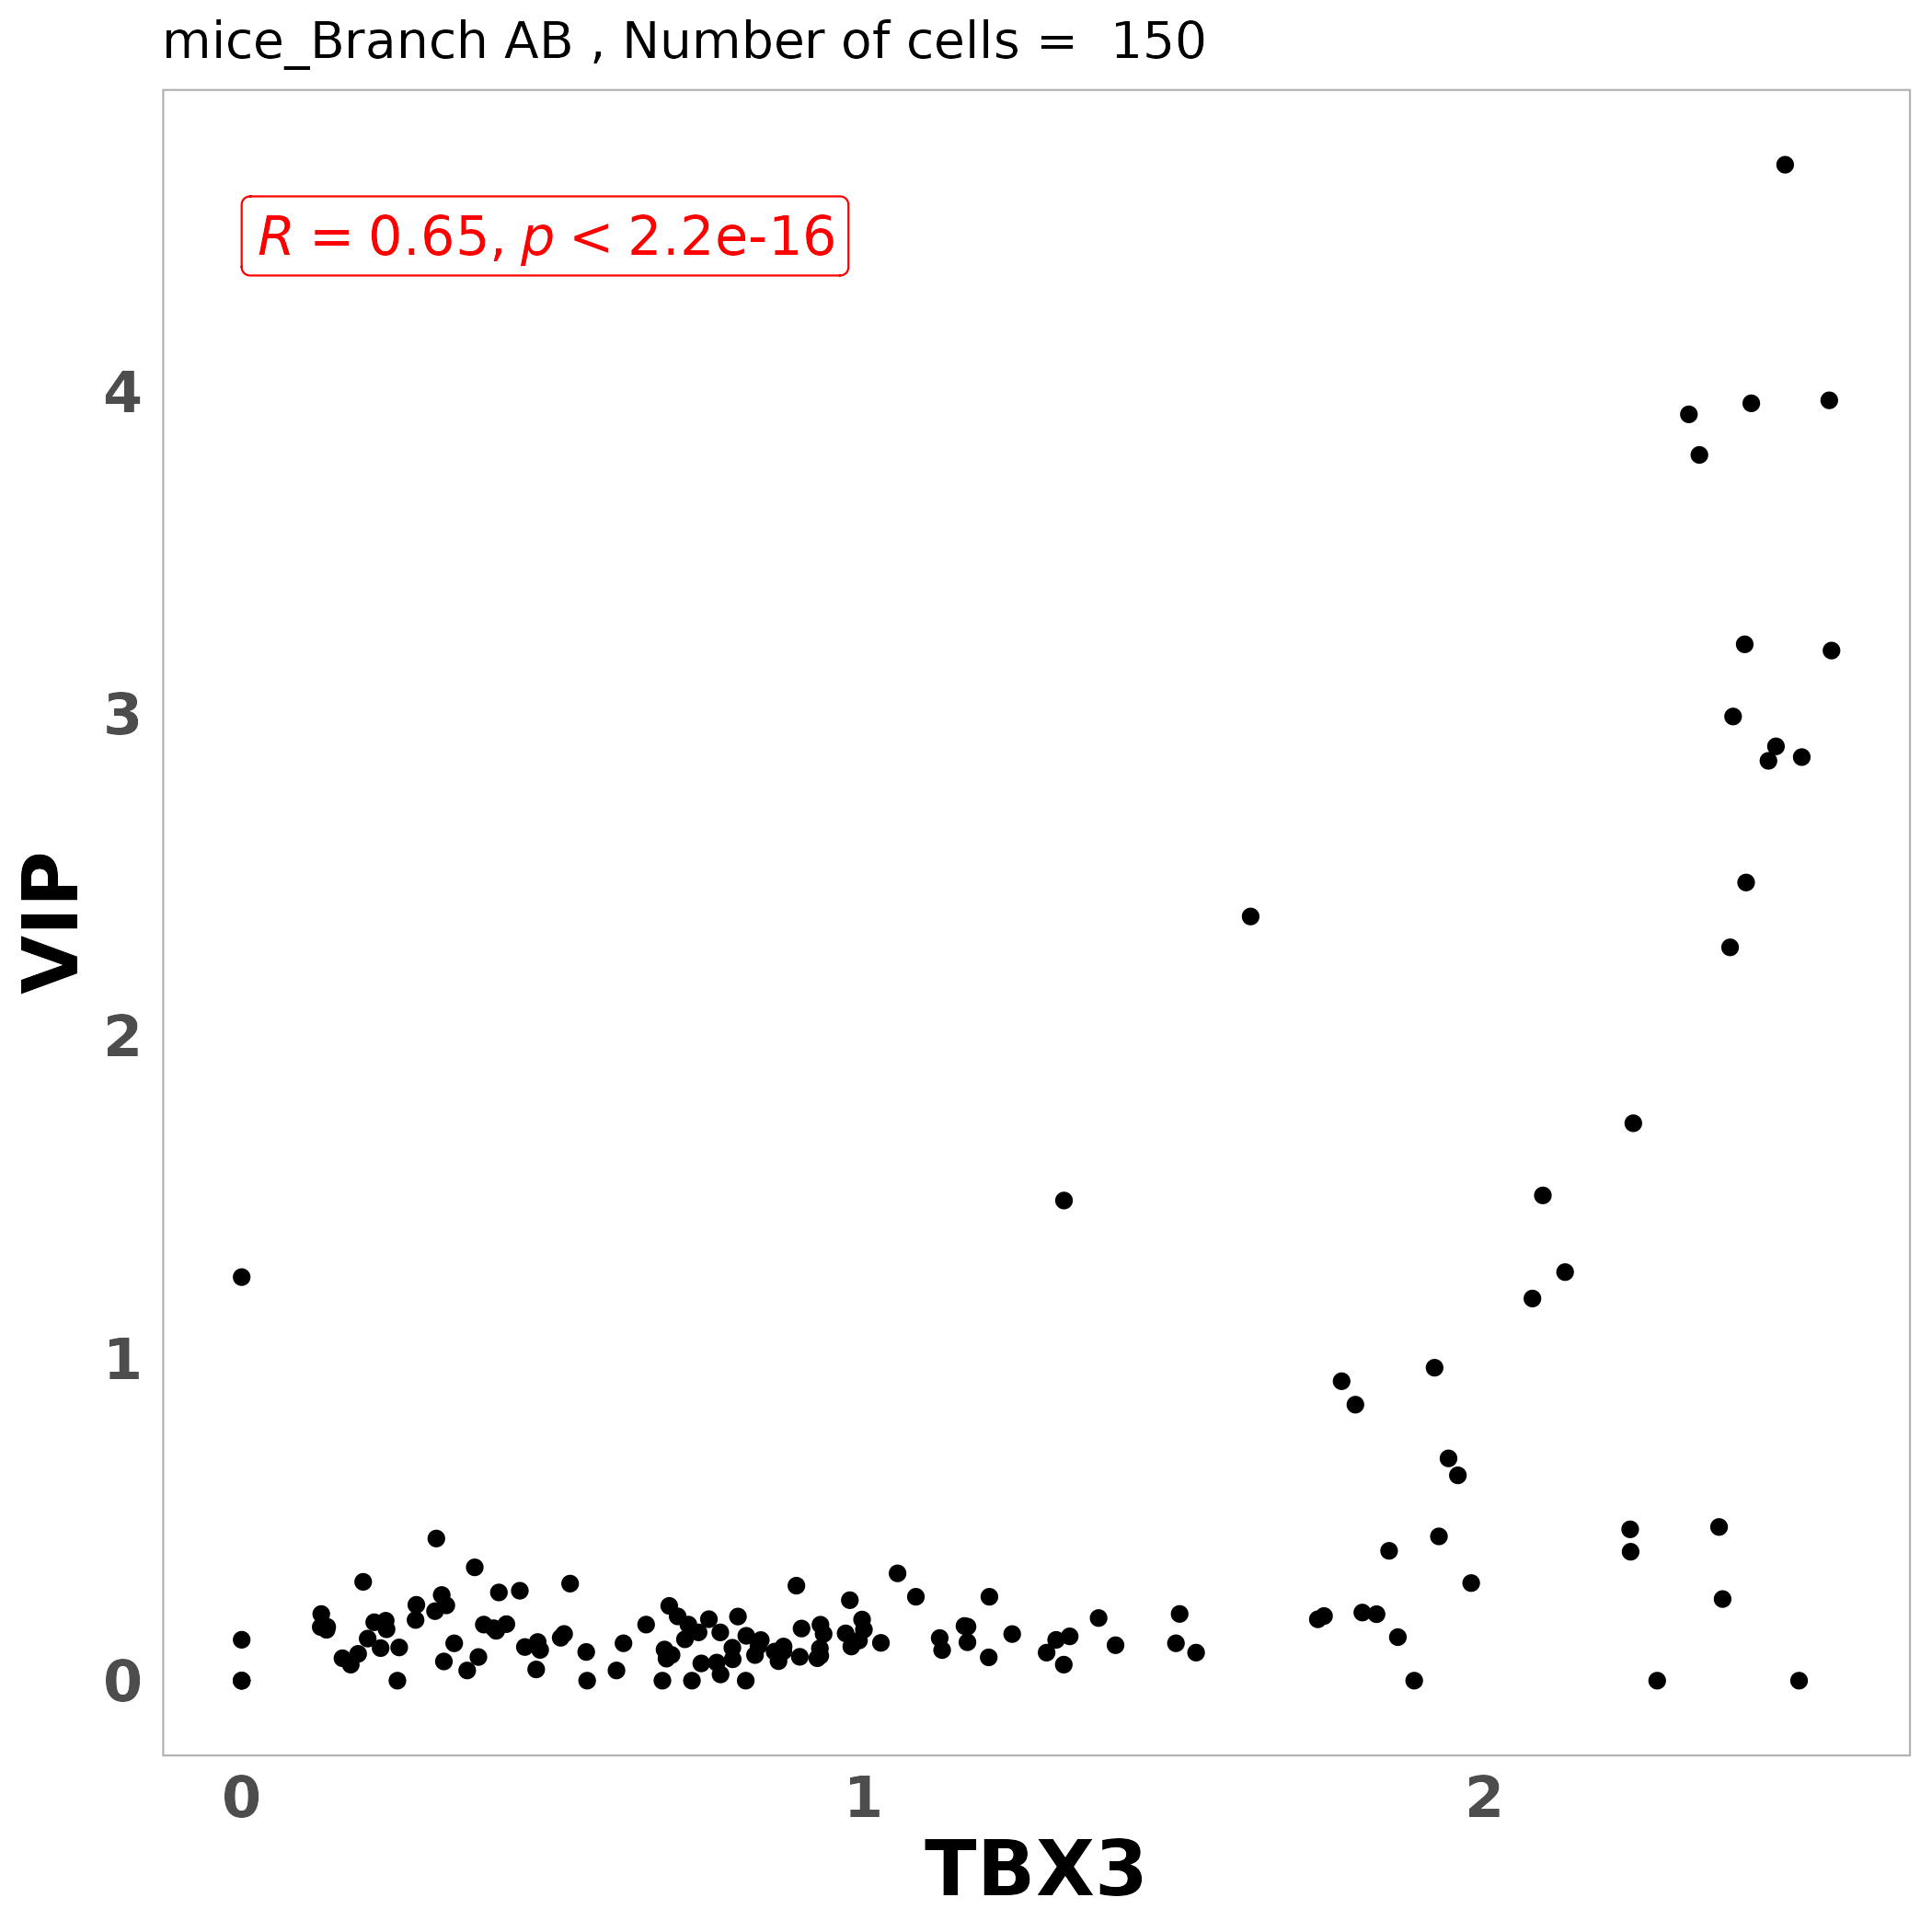 mice_Branch AB , Number of cells =  150
R = 0.65, p < 2.2e-16
4
3
2
1
0
VIP
0 1 2
TBX3